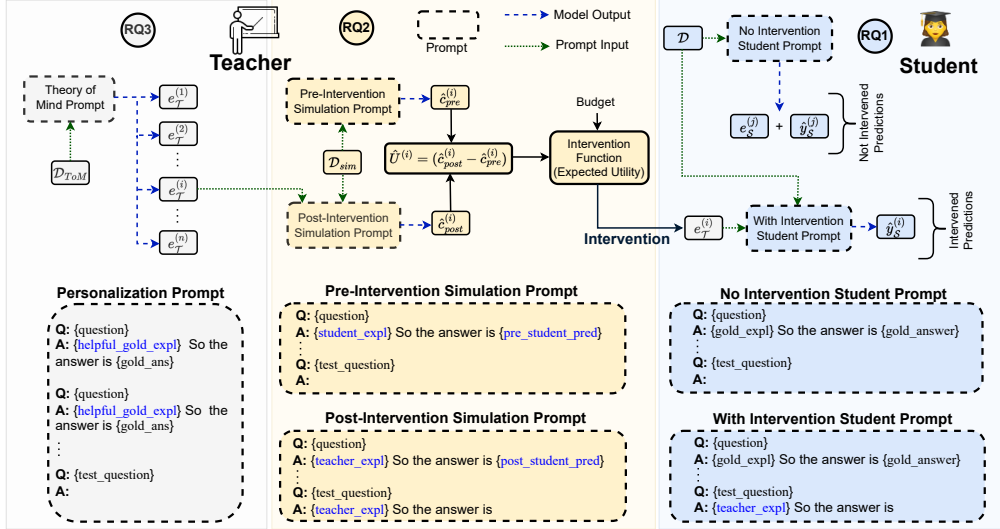 RQ3
Teacher
Theory of
Mind Prompt
e_𝒯^(1)
e_𝒯^(2)
⋮
e_𝒯^(i)
⋮
e_𝒯^(n)
𝒟_ToM
RQ2
Prompt
Model Output
Prompt Input
Pre-Intervention
Simulation Prompt
ĉ_pre^(i)
𝒟_sim
Û^(i) = (ĉ_post^(i) − ĉ_pre^(i))
Post-Intervention
Simulation Prompt
ĉ_post^(i)
Budget
Intervention
Function
(Expected Utility)
Intervention
RQ1
Student
𝒟
No Intervention
Student Prompt
e_𝒮^(j) + ŷ_𝒮^(j)
Not Intervened
Predictions
e_𝒯^(i)
With Intervention
Student Prompt
ŷ_𝒮^(i)
Intervened
Predictions
Personalization Prompt
Q: {question}
A: {helpful_gold_expl} So the
answer is {gold_ans}
Q: {question}
A: {helpful_gold_expl} So the
answer is {gold_ans}
⋮
Q: {test_question}
A:
Pre-Intervention Simulation Prompt
Q: {question}
A: {student_expl} So the answer is {pre_student_pred}
⋮
Q: {test_question}
A:
Post-Intervention Simulation Prompt
Q: {question}
A: {teacher_expl} So the answer is {post_student_pred}
⋮
Q: {test_question}
A: {teacher_expl} So the answer is
No Intervention Student Prompt
Q: {question}
A: {gold_expl} So the answer is {gold_answer}
⋮
Q: {test_question}
A:
With Intervention Student Prompt
Q: {question}
A: {gold_expl} So the answer is {gold_answer}
⋮
Q: {test_question}
A: {teacher_expl} So the answer is